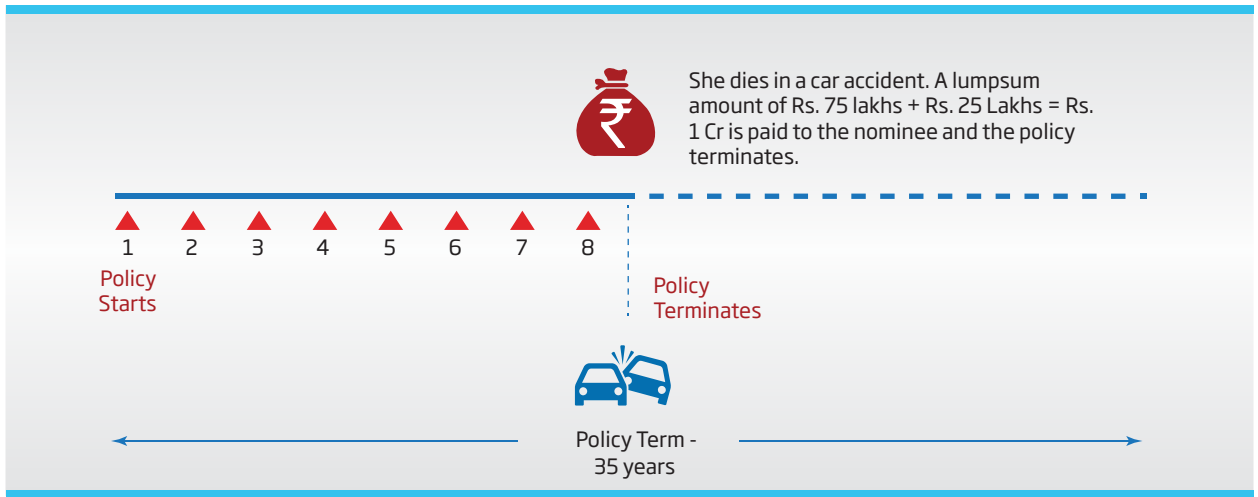 She dies in a car accident. A lumpsum
amount of Rs. 75 lakhs + Rs. 25 Lakhs = Rs.
1 Cr is paid to the nominee and the policy
terminates.
₹
1 2 3 4 5 6 7 8
Policy
Starts
Policy
Terminates
Policy Term -
35 years